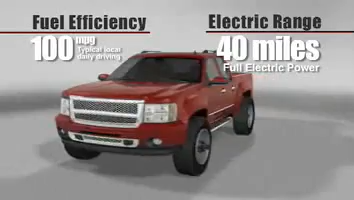 Fuel Efficiency
100 mpg
Typical local
daily driving
Electric Range
40 miles
Full Electric Power